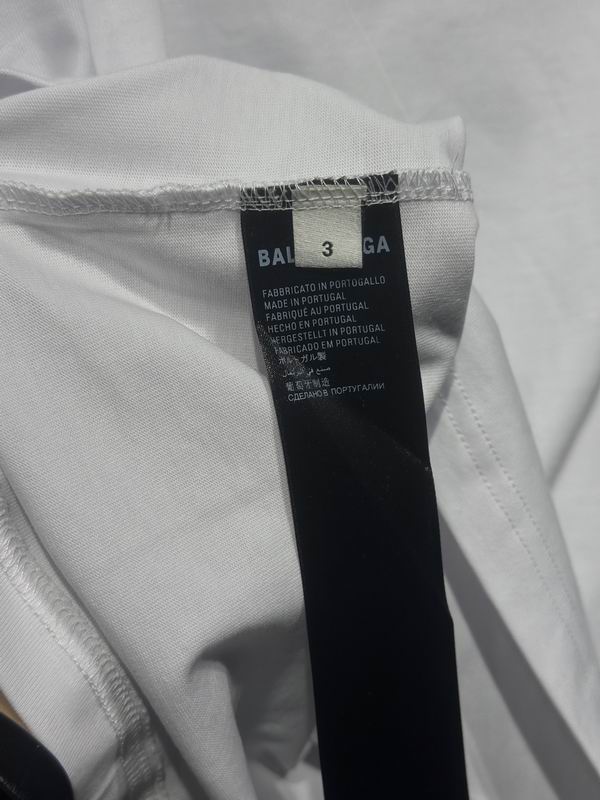 BAL GA
3
FABBRICATO IN PORTOGALLO
MADE IN PORTUGAL
FABRIQUÉ AU PORTUGAL
HECHO EN PORTUGAL
HERGESTELLT IN PORTUGAL
FABRICADO EM PORTUGAL
ポルトガル製
صنع في البرتغال
葡萄牙制造
СДЕЛАНО В ПОРТУГАЛИИ